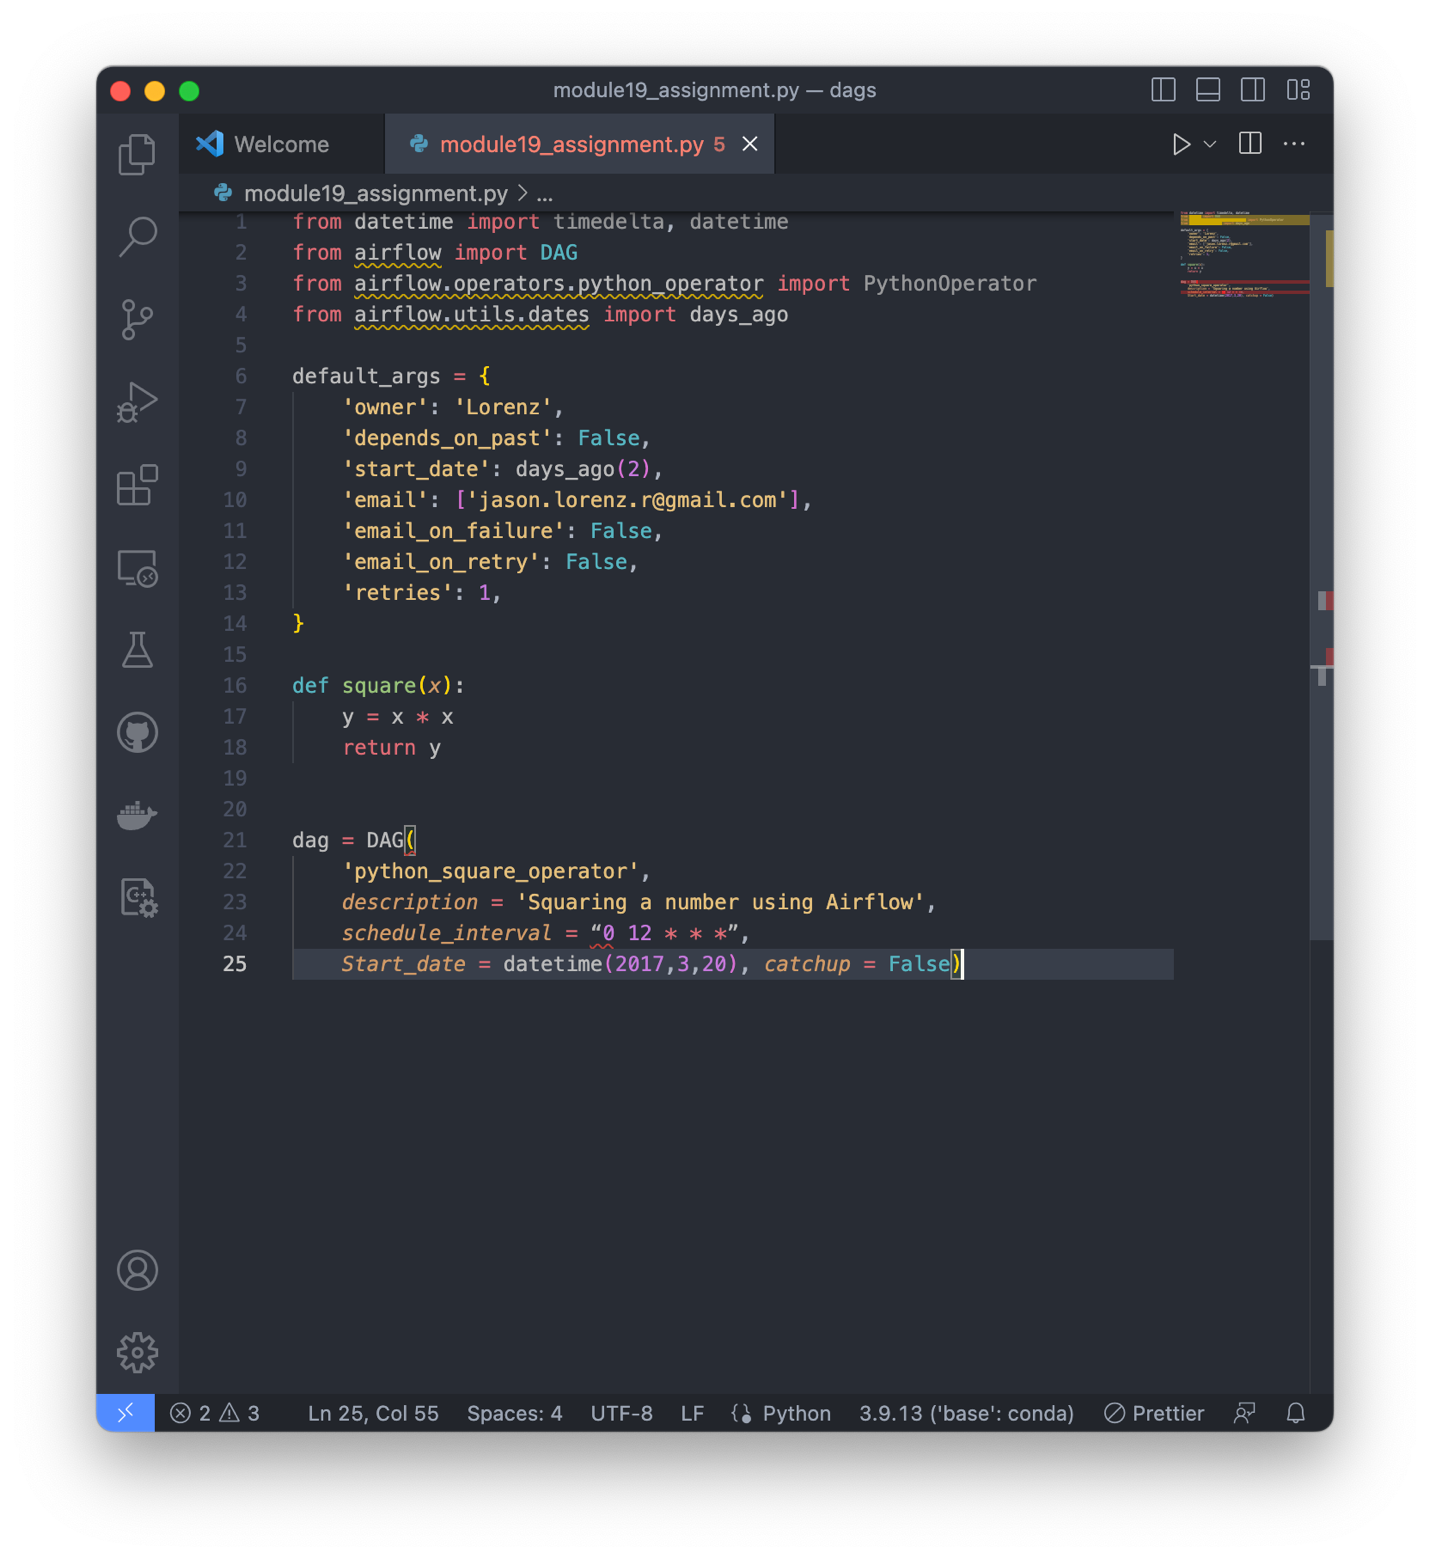 module19_assignment.py — dags
Welcome
module19_assignment.py 5
module19_assignment.py > ...
1 from datetime import timedelta, datetime
2 from airflow import DAG
3 from airflow.operators.python_operator import PythonOperator
4 from airflow.utils.dates import days_ago
5
6 default_args = {
7     'owner': 'Lorenz',
8     'depends_on_past': False,
9     'start_date': days_ago(2),
10     'email': ['jason.lorenz.r@gmail.com'],
11     'email_on_failure': False,
12     'email_on_retry': False,
13     'retries': 1,
14 }
15
16 def square(x):
17     y = x * x
18     return y
19
20
21 dag = DAG(
22     'python_square_operator',
23     description = 'Squaring a number using Airflow',
24     schedule_interval = “0 12 * * *”,
25     Start_date = datetime(2017,3,20), catchup = False)
2 3 Ln 25, Col 55 Spaces: 4 UTF-8 LF Python 3.9.13 ('base': conda) Prettier